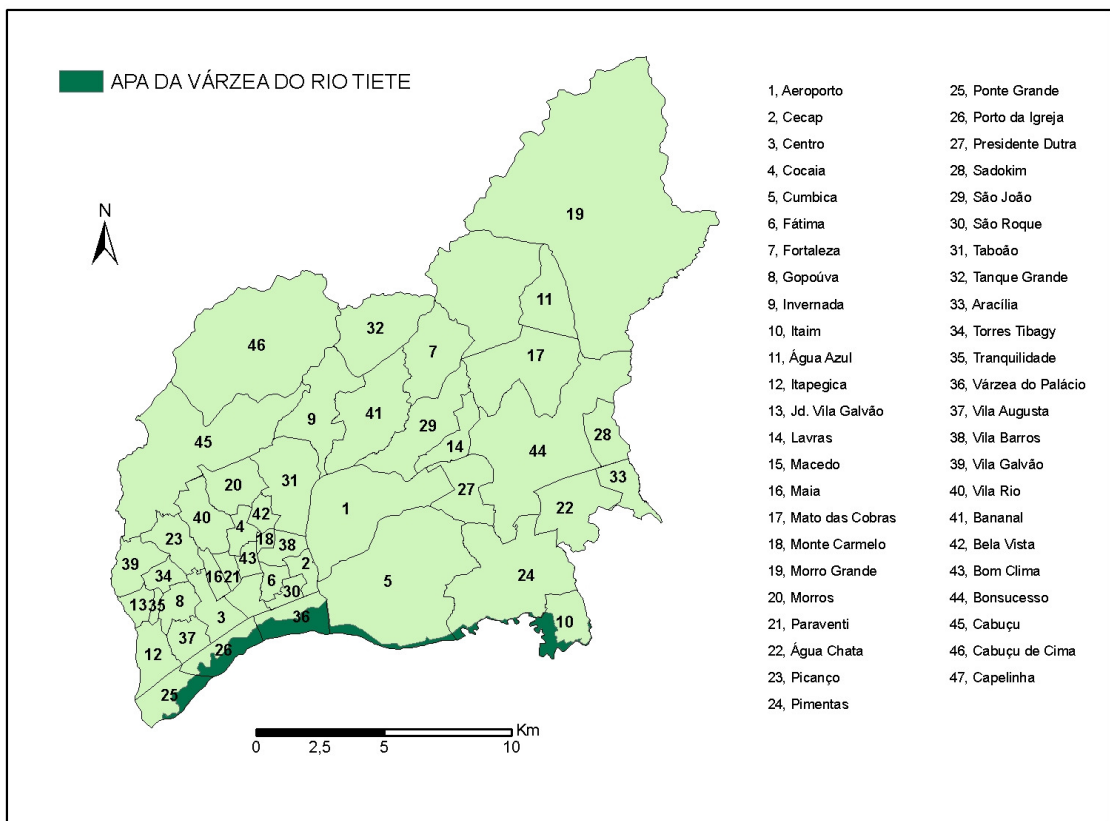 APA DA VÁRZEA DO RIO TIETE
N
19
11
32
46
7
17
9
41
29
45
14
44
28
31
20
27
33
1
22
42
40
4
23
18
38
43
39
2
5
34
16
21
6
24
30
13
35
8
3
36
10
37
26
12
25
Km
0
2,5
5
10
1, Aeroporto
2, Cecap
3, Centro
4, Cocaia
5, Cumbica
6, Fátima
7, Fortaleza
8, Gopoúva
9, Invernada
10, Itaim
11, Água Azul
12, Itapegica
13, Jd. Vila Galvão
14, Lavras
15, Macedo
16, Maia
17, Mato das Cobras
18, Monte Carmelo
19, Morro Grande
20, Morros
21, Paraventi
22, Água Chata
23, Picanço
24, Pimentas
25, Ponte Grande
26, Porto da Igreja
27, Presidente Dutra
28, Sadokim
29, São João
30, São Roque
31, Taboão
32, Tanque Grande
33, Aracília
34, Torres Tibagy
35, Tranquilidade
36, Várzea do Palácio
37, Vila Augusta
38, Vila Barros
39, Vila Galvão
40, Vila Rio
41, Bananal
42, Bela Vista
43, Bom Clima
44, Bonsucesso
45, Cabuçu
46, Cabuçu de Cima
47, Capelinha